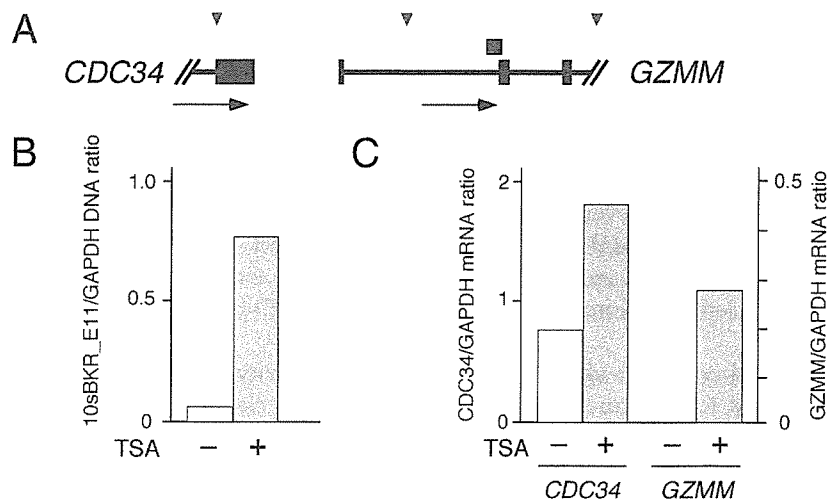 A
CDC34
GZMM
B
10sBKR_E11/GAPDH DNA ratio
1.0
0.5
0
TSA − +
C
CDC34/GAPDH mRNA ratio
2
1
0
0.5
0
GZMM/GAPDH mRNA ratio
TSA − + − +
CDC34 GZMM